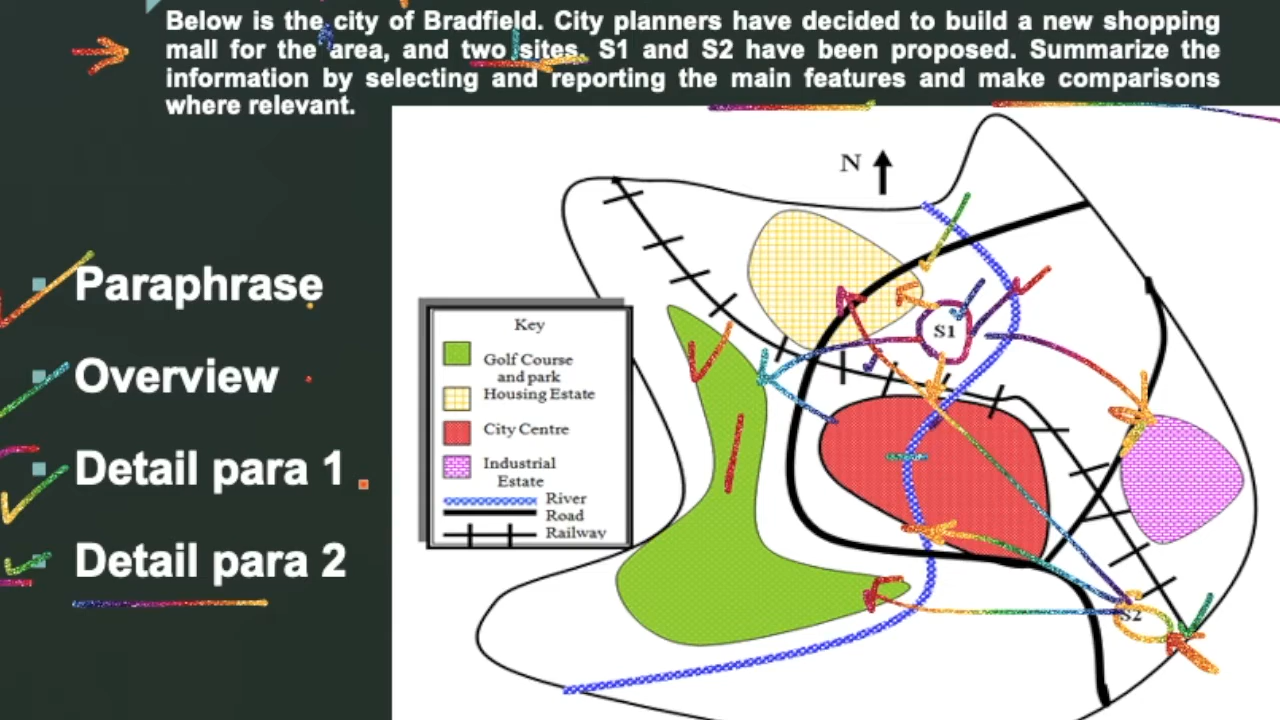 Below is the city of Bradfield. City planners have decided to build a new shopping
mall for the area, and two sites, S1 and S2 have been proposed. Summarize the
information by selecting and reporting the main features and make comparisons
where relevant.
Paraphrase
Overview
Detail para 1
Detail para 2
N
S1
S2
Key
Golf Course
and park
Housing Estate
City Centre
Industrial
Estate
River
Road
Railway